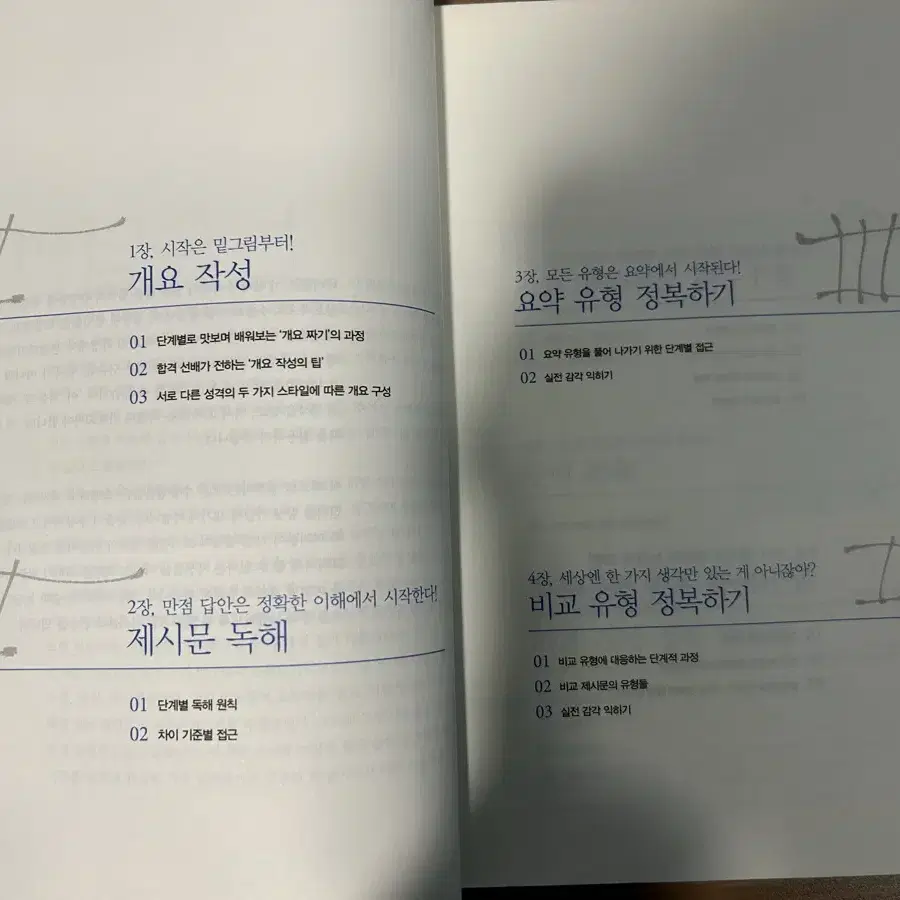 1장, 시작은 밑그림부터!
개요 작성
01 단계별로 맛보며 배워보는 '개요 짜기'의 과정
02 합격 선배가 전하는 '개요 작성의 팁'
03 서로 다른 성격의 두 가지 스타일에 따른 개요 구성
2장, 만점 답안은 정확한 이해에서 시작한다!
제시문 독해
01 단계별 독해 원칙
02 차이 기준별 접근
3장, 모든 유형은 요약에서 시작된다!
요약 유형 정복하기
01 요약 유형을 풀어 나가기 위한 단계별 접근
02 실전 감각 익히기
4장, 세상엔 한 가지 생각만 있는 게 아니잖아?
비교 유형 정복하기
01 비교 유형에 대응하는 단계적 과정
02 비교 제시문의 유형들
03 실전 감각 익히기